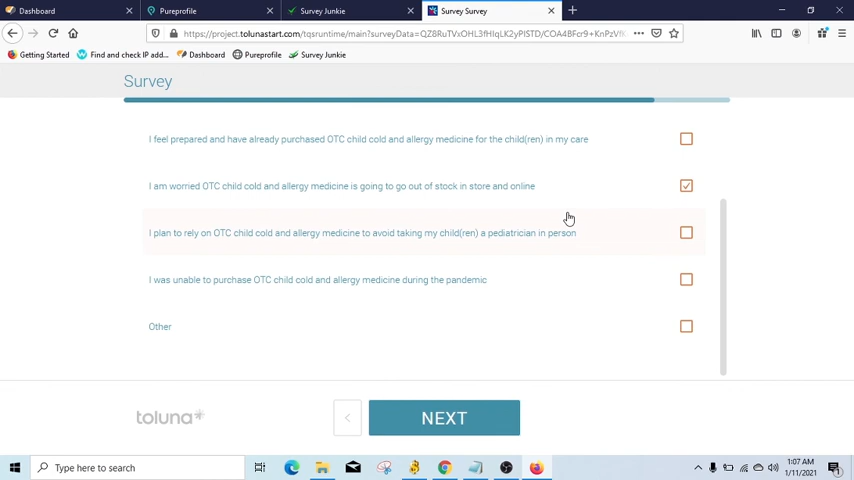 Dashboard
Pureprofile
Survey Junkie
Survey Survey
https://project.tolunastart.com/tqsruntime/main?surveyData=
Getting Started
Find and check IP add...
Dashboard
Pureprofile
Survey Junkie
Survey
I feel prepared and have already purchased OTC child cold and allergy medicine for the child(ren) in my care
I am worried OTC child cold and allergy medicine is going to go out of stock in store and online
I plan to rely on OTC child cold and allergy medicine to avoid taking my child(ren) a pediatrician in person
I was unable to purchase OTC child cold and allergy medicine during the pandemic
Other
toluna
NEXT
Type here to search
1:07 AM
1/11/2021